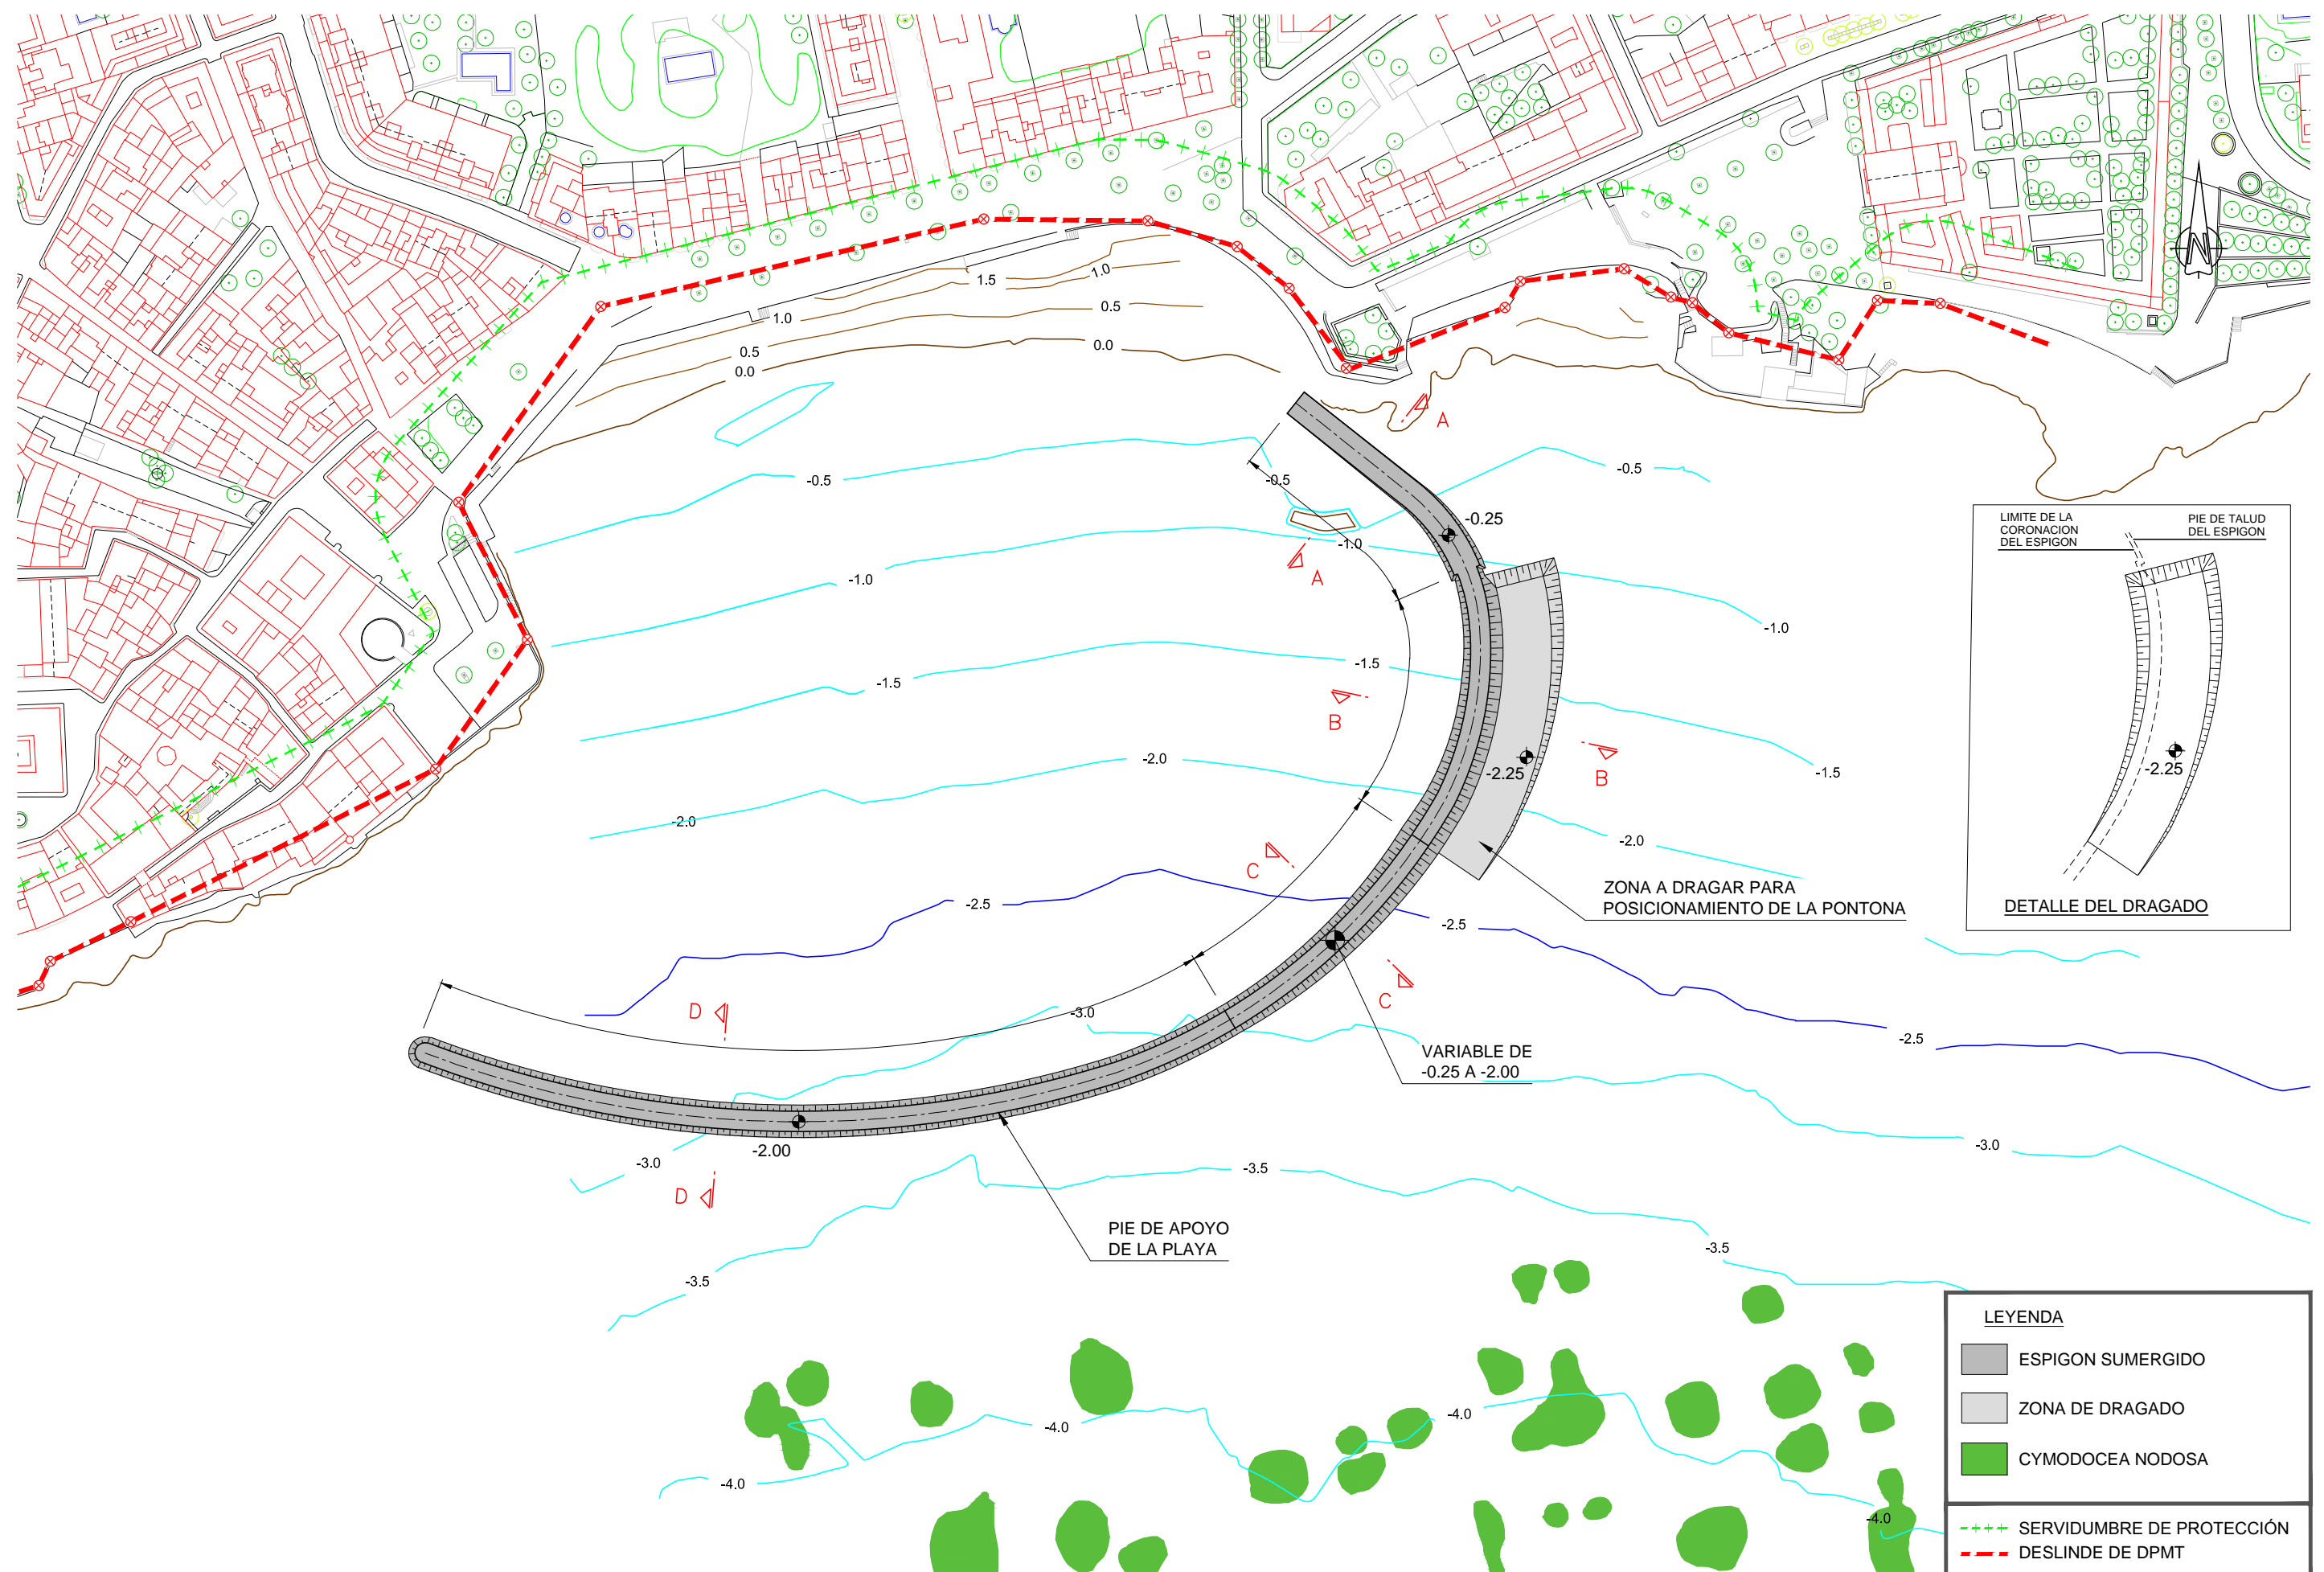 1.5
1.0
0.5
1.0
0.5
0.0
0.0
N
A
-0.5
-0.5
-0.5
-0.25
-1.0
A
-1.0
-1.0
-1.5
-1.5
B
B
-2.0
-2.25
-1.5
-2.0
-2.0
C
ZONA A DRAGAR PARA
POSICIONAMIENTO DE LA PONTONA
-2.5
-2.5
C
D
-3.0
-2.5
VARIABLE DE
-0.25 A -2.00
-2.00
-3.0
-3.0
-3.5
D
PIE DE APOYO
DE LA PLAYA
-3.5
-3.5
-4.0
-4.0
-4.0
-4.0
LIMITE DE LA
CORONACION
DEL ESPIGON
PIE DE TALUD
DEL ESPIGON
-2.25
DETALLE DEL DRAGADO
LEYENDA
ESPIGON SUMERGIDO
ZONA DE DRAGADO
CYMODOCEA NODOSA
SERVIDUMBRE DE PROTECCIÓN
DESLINDE DE DPMT